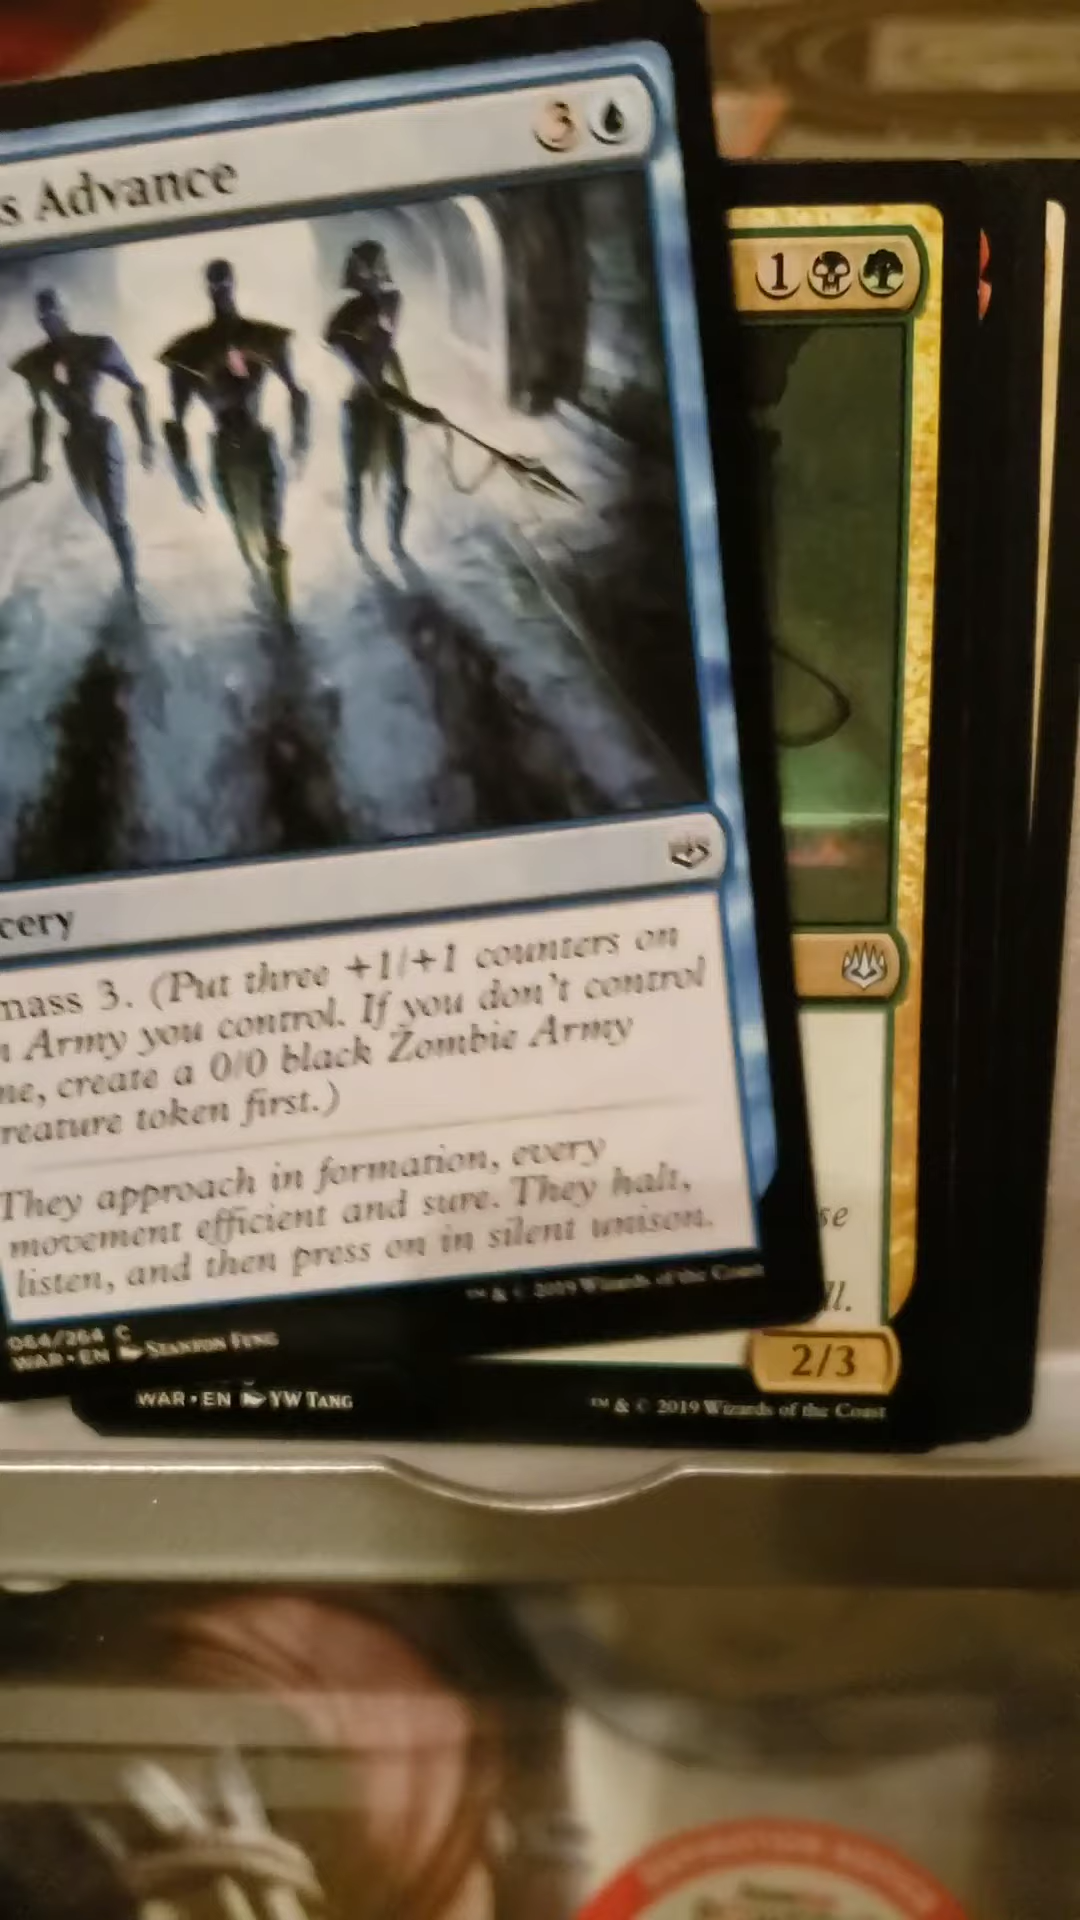 s Advance
3
1
cery
mass 3. (Put three +1/+1 counters on
n Army you control. If you don't control
ne, create a 0/0 black Zombie Army
reature token first.)
They approach in formation, every
movement efficient and sure. They halt,
listen, and then press on in silent unison.
se
ll.
™ & © 2019 Wizards of the Coast
064/264 C
WAR • EN Stanton Feng
2/3
WAR • EN YW Tang
™ & © 2019 Wizards of the Coast